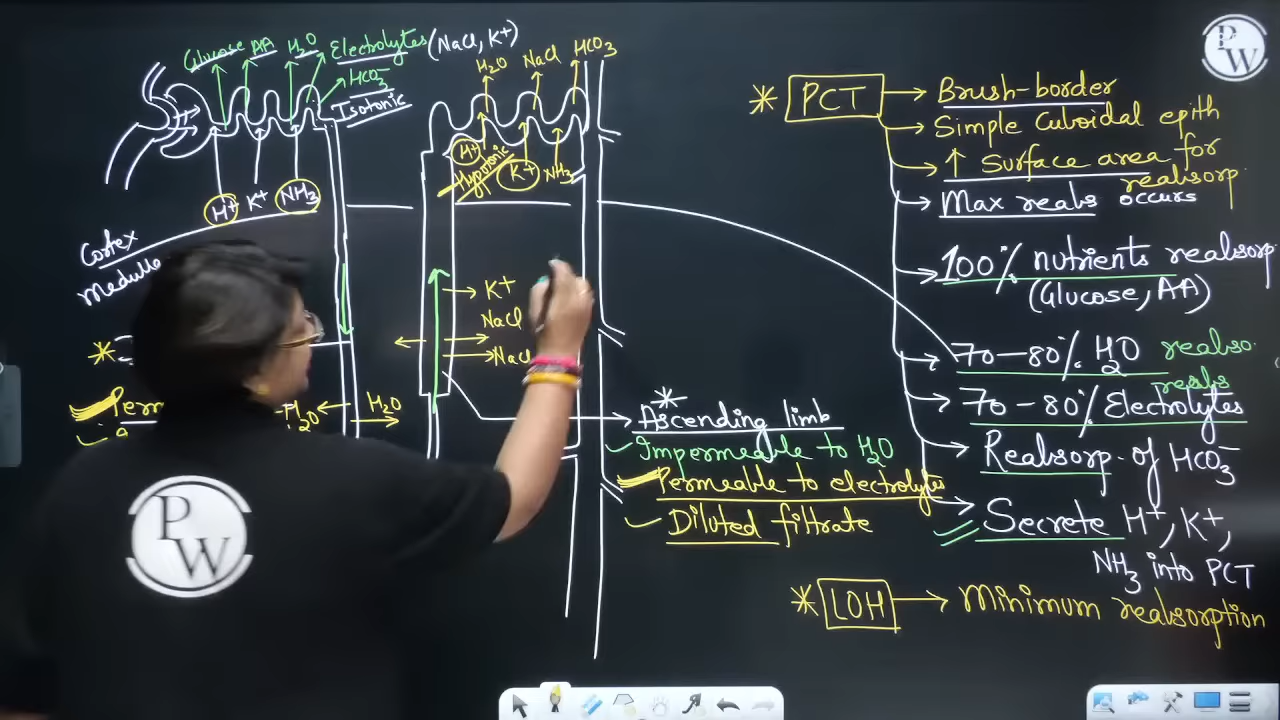 Glucose AA H2O Electrolytes (NaCl, K+)
HCO3-
Isotonic
H+ K+ NH3
Cortex
Medulla
H2O NaCl HCO3
H+ K+ NH3
Hypotonic
K+
NaCl
NaCl
H2O
H2O
Ascending limb
Impermeable to H2O
Permeable to electrolytes
Diluted filtrate
PCT
Brush-border
Simple Cuboidal epith
↑ Surface area for
reabsorp.
Max reabs occurs
100% nutrients reabsorp
(Glucose, AA)
70-80% H2O reabso.
reabs
70-80% Electrolytes
Reabsorp. of HCO3-
Secrete H+, K+,
NH3 into PCT
LOH → Minimum reabsorption
PW
PW